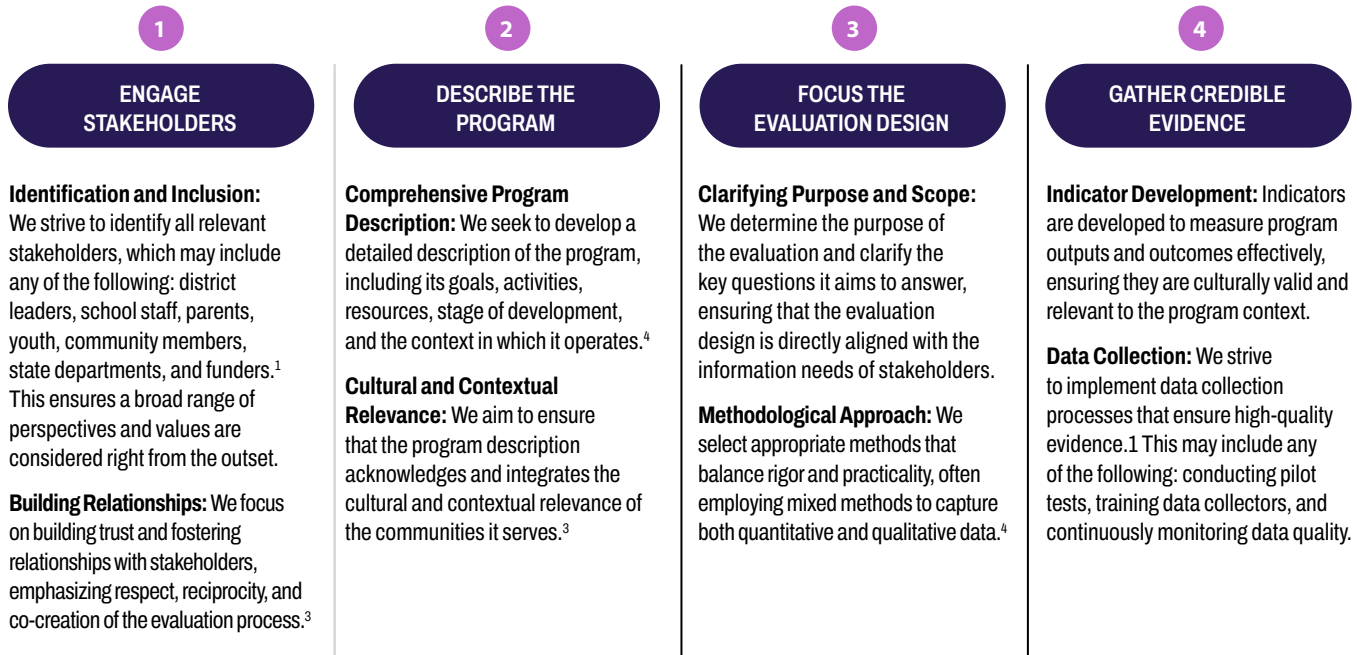 1
ENGAGE
STAKEHOLDERS
Identification and Inclusion:
We strive to identify all relevant
stakeholders, which may include
any of the following: district
leaders, school staff, parents,
youth, community members,
state departments, and funders.¹
This ensures a broad range of
perspectives and values are
considered right from the outset.
Building Relationships: We focus
on building trust and fostering
relationships with stakeholders,
emphasizing respect, reciprocity, and
co-creation of the evaluation process.³
2
DESCRIBE THE
PROGRAM
Comprehensive Program
Description: We seek to develop a
detailed description of the program,
including its goals, activities,
resources, stage of development,
and the context in which it operates.⁴
Cultural and Contextual
Relevance: We aim to ensure
that the program description
acknowledges and integrates the
cultural and contextual relevance of
the communities it serves.³
3
FOCUS THE
EVALUATION DESIGN
Clarifying Purpose and Scope:
We determine the purpose of
the evaluation and clarify the
key questions it aims to answer,
ensuring that the evaluation
design is directly aligned with the
information needs of stakeholders.
Methodological Approach: We
select appropriate methods that
balance rigor and practicality, often
employing mixed methods to capture
both quantitative and qualitative data.⁴
4
GATHER CREDIBLE
EVIDENCE
Indicator Development: Indicators
are developed to measure program
outputs and outcomes effectively,
ensuring they are culturally valid and
relevant to the program context.
Data Collection: We strive
to implement data collection
processes that ensure high-quality
evidence.1 This may include any
of the following: conducting pilot
tests, training data collectors, and
continuously monitoring data quality.